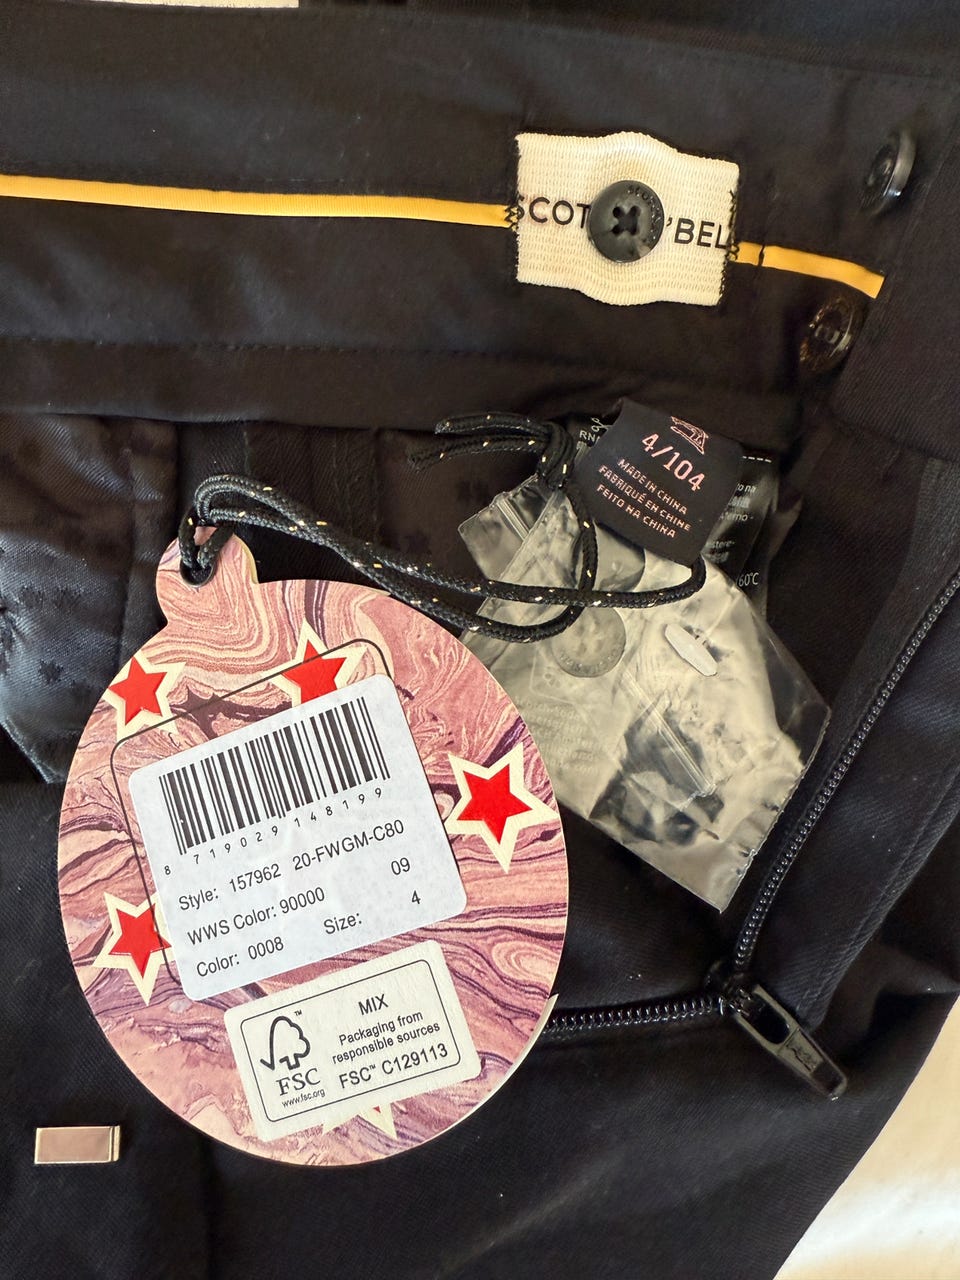 SCOT 'BEL
RN
4/104
MADE IN CHINA
FABRIQUÉ EN CHINE
FEITO NA CHINA
60°C
8 719029 148199
Style: 157962 20-FWGM-C80
WWS Color: 90000 09
Color: 0008 Size: 4
MIX
Packaging from
responsible sources
FSC™ C129113
FSC
www.fsc.org